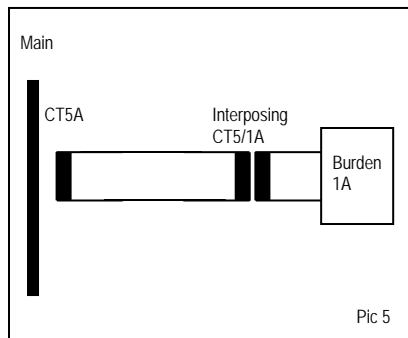 Main
CT5A
Interposing
CT5/1A
Burden
1A
Pic 5